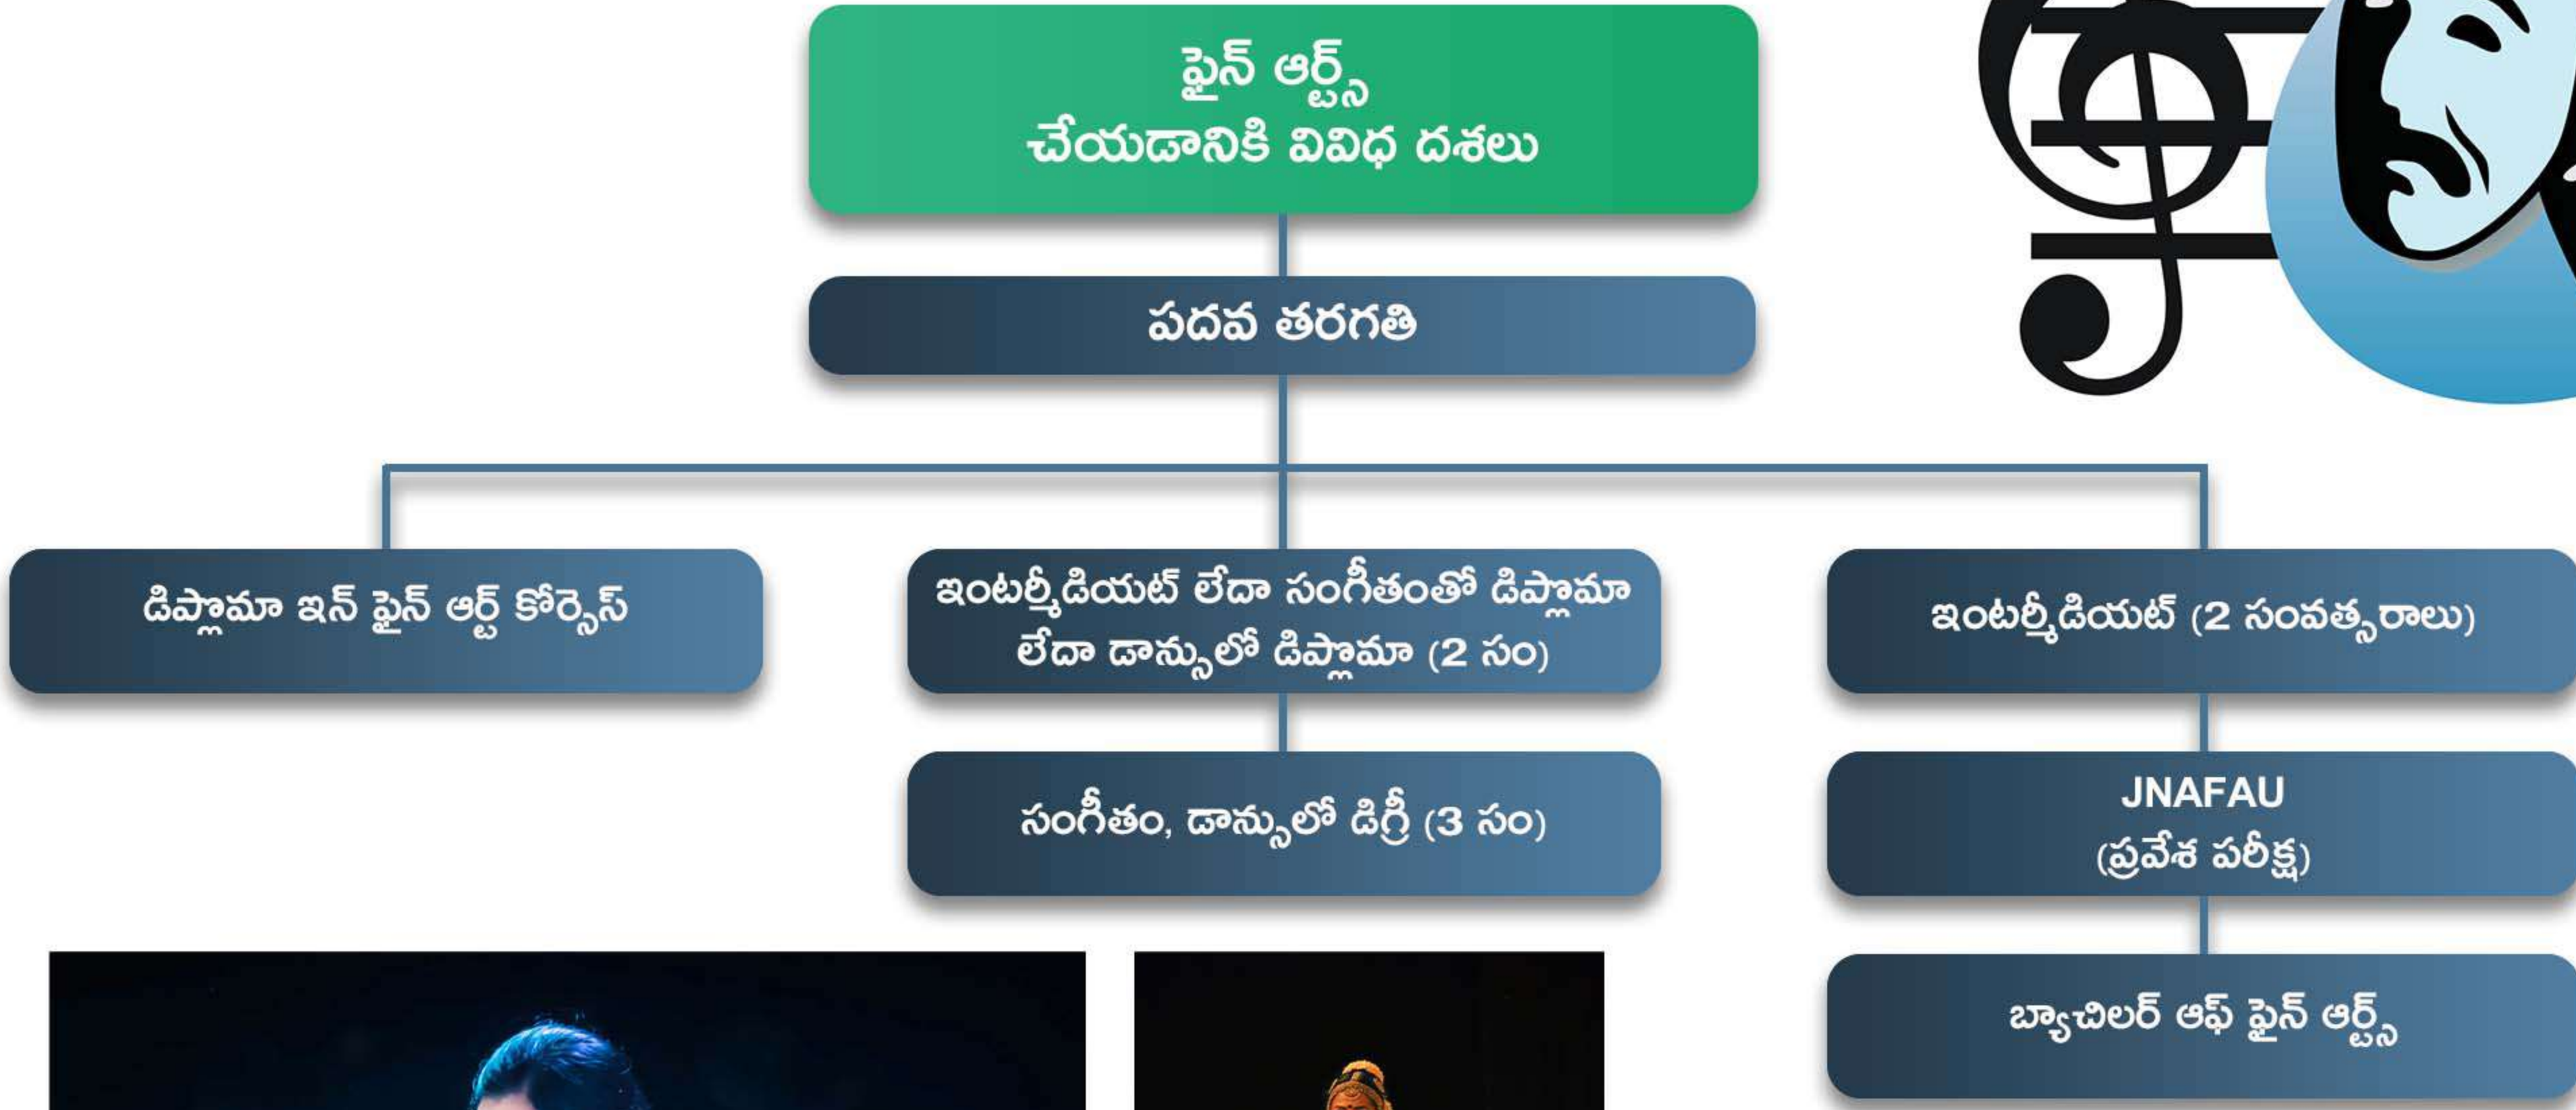 ఫైన్ ఆర్ట్స్
చేయడానికి వివిధ దశలు
పదవ తరగతి
డిప్లొమా ఇన్ ఫైన్ ఆర్ట్ కోర్సెస్
ఇంటర్మీడియట్ లేదా సంగీతంతో డిప్లొమా
లేదా డాన్సులో డిప్లొమా (2 సం)
సంగీతం, డాన్సులో డిగ్రీ (3 సం)
ఇంటర్మీడియట్ (2 సంవత్సరాలు)
JNAFAU
(ప్రవేశ పరీక్ష)
బ్యాచిలర్ ఆఫ్ ఫైన్ ఆర్ట్స్